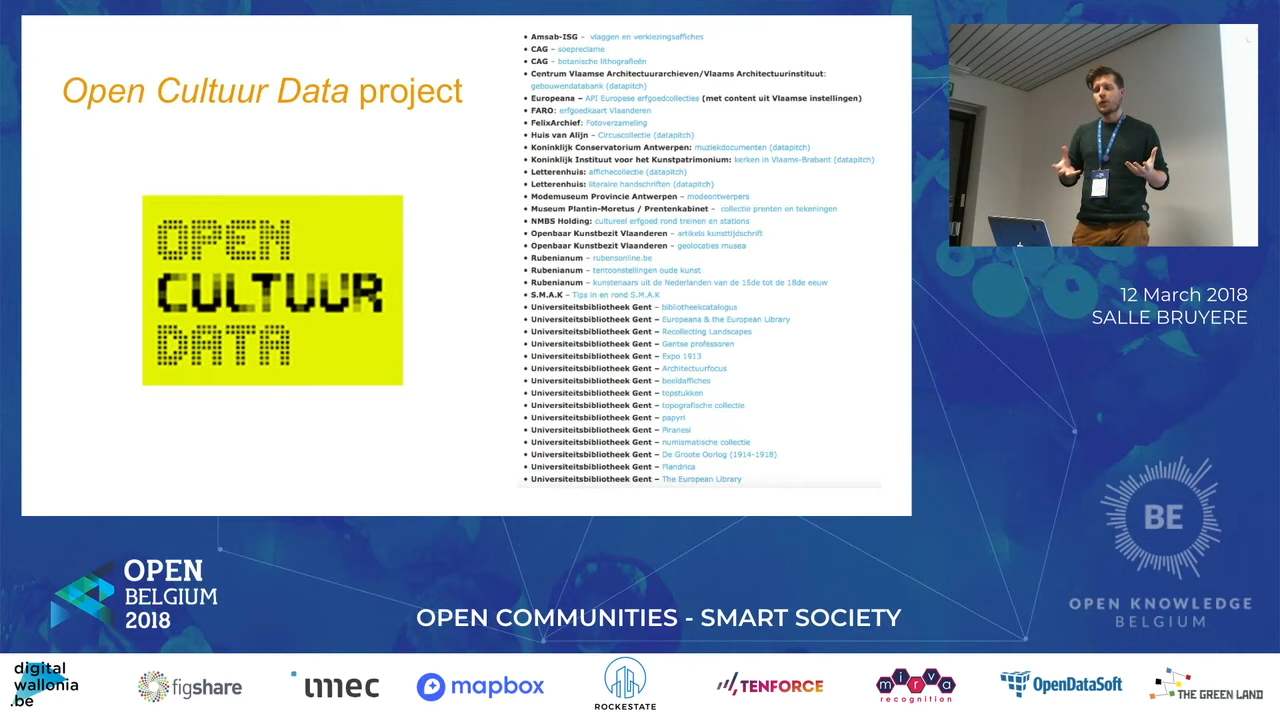 Open Cultuur Data project
OPEN
CULTUUR
DATA
• Amsab-ISG – vlaggen en verkiezingsaffiches
• CAG – soepreclame
• CAG – botanische lithografieën
• Centrum Vlaamse Architectuurarchieven/Vlaams Architectuurinstituut:
gebouwendatabank (datapitch)
• Europeana – API Europese erfgoedcollecties (met content uit Vlaamse instellingen)
• FARO: erfgoedkaart Vlaanderen
• FelixArchief: Fotoverzameling
• Huis van Alijn – Circuscollectie (datapitch)
• Koninklijk Conservatorium Antwerpen: muziekdocumenten (datapitch)
• Koninklijk Instituut voor het Kunstpatrimonium: kerken in Vlaams-Brabant (datapitch)
• Letterenhuis: affichecollectie (datapitch)
• Letterenhuis: literaire handschriften (datapitch)
• Modemuseum Provincie Antwerpen – modeontwerpers
• Museum Plantin-Moretus / Prentenkabinet – collectie prenten en tekeningen
• NMBS Holding: cultureel erfgoed rond treinen en stations
• Openbaar Kunstbezit Vlaanderen – artikels kunsttijdschrift
• Openbaar Kunstbezit Vlaanderen – geolocaties musea
• Rubenianum – rubensonline.be
• Rubenianum – tentoonstellingen oude kunst
• Rubenianum – kunstenaars uit de Nederlanden van de 15de tot de 18de eeuw
• S.M.A.K – Tips in en rond S.M.A.K
• Universiteitsbibliotheek Gent – bibliotheekcatalogus
• Universiteitsbibliotheek Gent – Europeana & the European Library
• Universiteitsbibliotheek Gent – Recollecting Landscapes
• Universiteitsbibliotheek Gent – Gentse professoren
• Universiteitsbibliotheek Gent – Expo 1913
• Universiteitsbibliotheek Gent – Architectuurfocus
• Universiteitsbibliotheek Gent – beeldaffiches
• Universiteitsbibliotheek Gent – topstukken
• Universiteitsbibliotheek Gent – topografische collectie
• Universiteitsbibliotheek Gent – papyri
• Universiteitsbibliotheek Gent – Piranesi
• Universiteitsbibliotheek Gent – numismatische collectie
• Universiteitsbibliotheek Gent – De Groote Oorlog (1914-1918)
• Universiteitsbibliotheek Gent – Flandrica
• Universiteitsbibliotheek Gent – The European Library
12 March 2018
SALLE BRUYERE
BE
OPEN KNOWLEDGE
BELGIUM
OPEN
BELGIUM
2018
OPEN COMMUNITIES - SMART SOCIETY
digital
wallonia
.be
figshare
imec
mapbox
ROCKESTATE
TENFORCE
mirva
recognition
OpenDataSoft
THE GREEN LAND